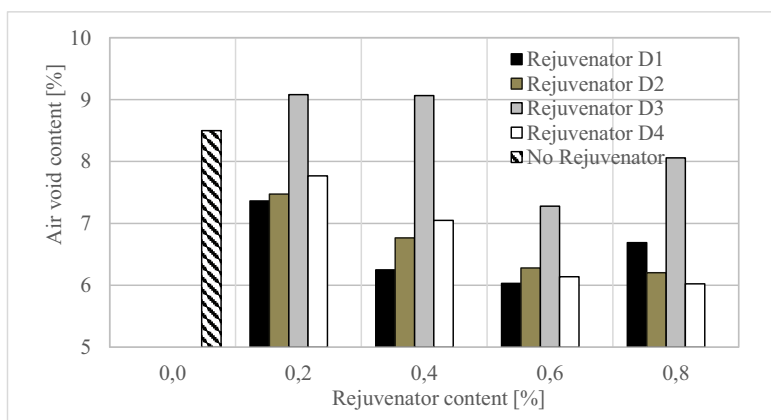 10
9
8
7
6
5
Air void content [%]
Rejuvenator D1
Rejuvenator D2
Rejuvenator D3
Rejuvenator D4
No Rejuvenator
0,0 0,2 0,4 0,6 0,8
Rejuvenator content [%]